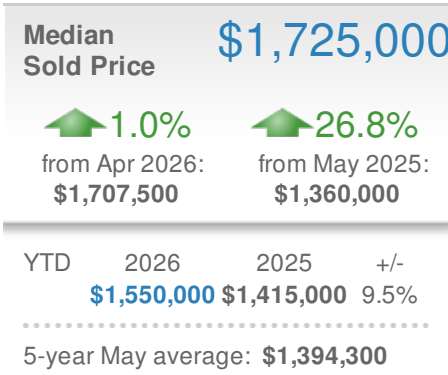 Median
Sold Price
$1,725,000
1.0%
from Apr 2026:
$1,707,500
26.8%
from May 2025:
$1,360,000
YTD 2026 2025 +/-
$1,550,000 $1,415,000 9.5%
5-year May average: $1,394,300